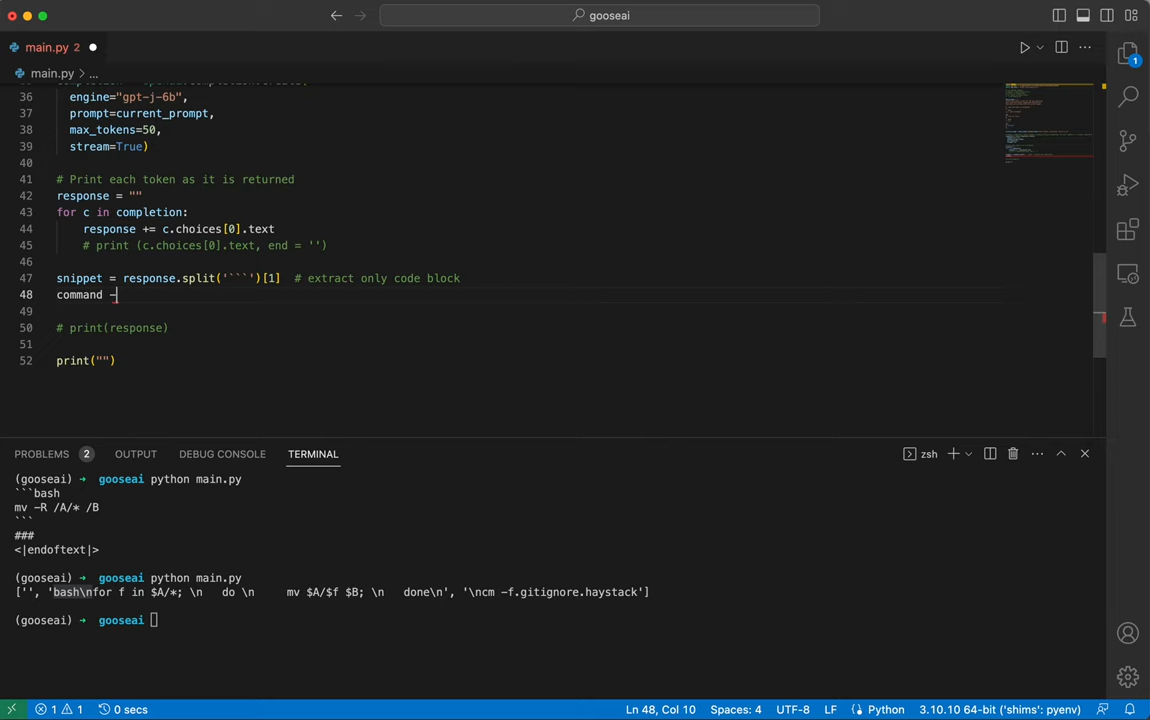 gooseai
main.py 2
main.py > ...
36 engine="gpt-j-6b",
37 prompt=current_prompt,
38 max_tokens=50,
39 stream=True)
40
41 # Print each token as it is returned
42 response = ""
43 for c in completion:
44 response += c.choices[0].text
45 # print (c.choices[0].text, end = '')
46
47 snippet = response.split('```')[1] # extract only code block
48 command -
49
50 # print(response)
51
52 print("")
PROBLEMS 2 OUTPUT DEBUG CONSOLE TERMINAL zsh
(gooseai) → gooseai python main.py
```bash
mv -R /A/* /B
```
###
<|endoftext|>
(gooseai) → gooseai python main.py
['', 'bash\nfor f in $A/*; \n   do \n     mv $A/$f $B; \n   done\n', '\ncm -f.gitignore.haystack']
(gooseai) → gooseai
1 1 0 secs Ln 48, Col 10 Spaces: 4 UTF-8 LF Python 3.10.10 64-bit ('shims': pyenv)
1